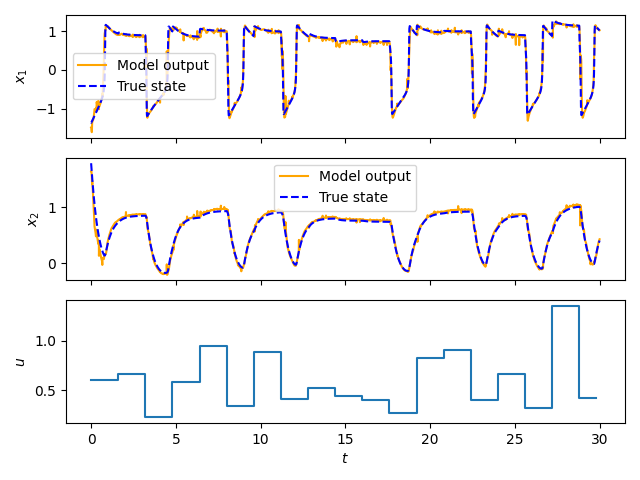 1
0
−1
x₁
Model output
True state
1
0
x₂
Model output
True state
1.0
0.5
u
0
5
10
15
20
25
30
t